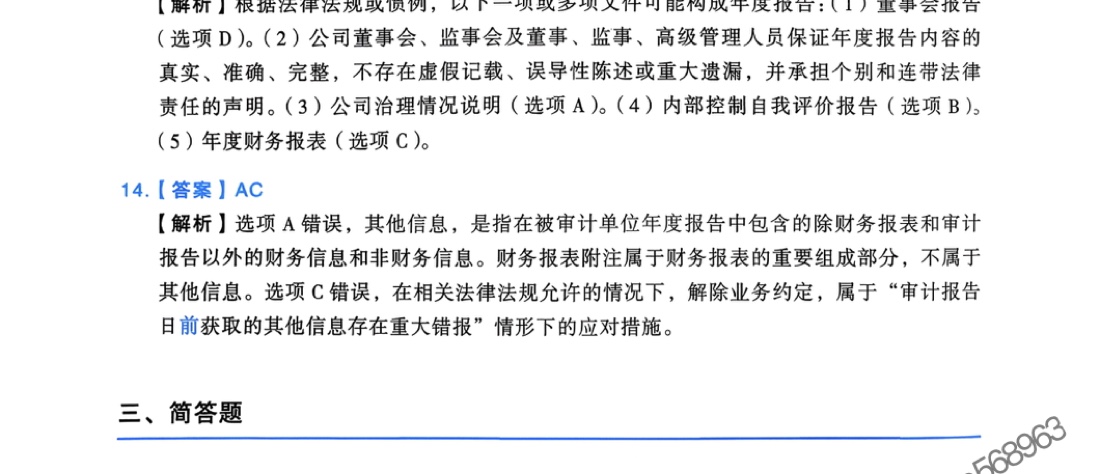 【解析】根据法律法规或惯例，以下一项或多项文件可能构成年度报告：（1）董事会报告
（选项 D）。（2）公司董事会、监事会及董事、监事、高级管理人员保证年度报告内容的
真实、准确、完整，不存在虚假记载、误导性陈述或重大遗漏，并承担个别和连带法律
责任的声明。（3）公司治理情况说明（选项 A）。（4）内部控制自我评价报告（选项 B）。
（5）年度财务报表（选项 C）。
14.【答案】AC
【解析】选项 A 错误，其他信息，是指在被审计单位年度报告中包含的除财务报表和审计
报告以外的财务信息和非财务信息。财务报表附注属于财务报表的重要组成部分，不属于
其他信息。选项 C 错误，在相关法律法规允许的情况下，解除业务约定，属于“审计报告
日前获取的其他信息存在重大错报”情形下的应对措施。
三、简答题
568963